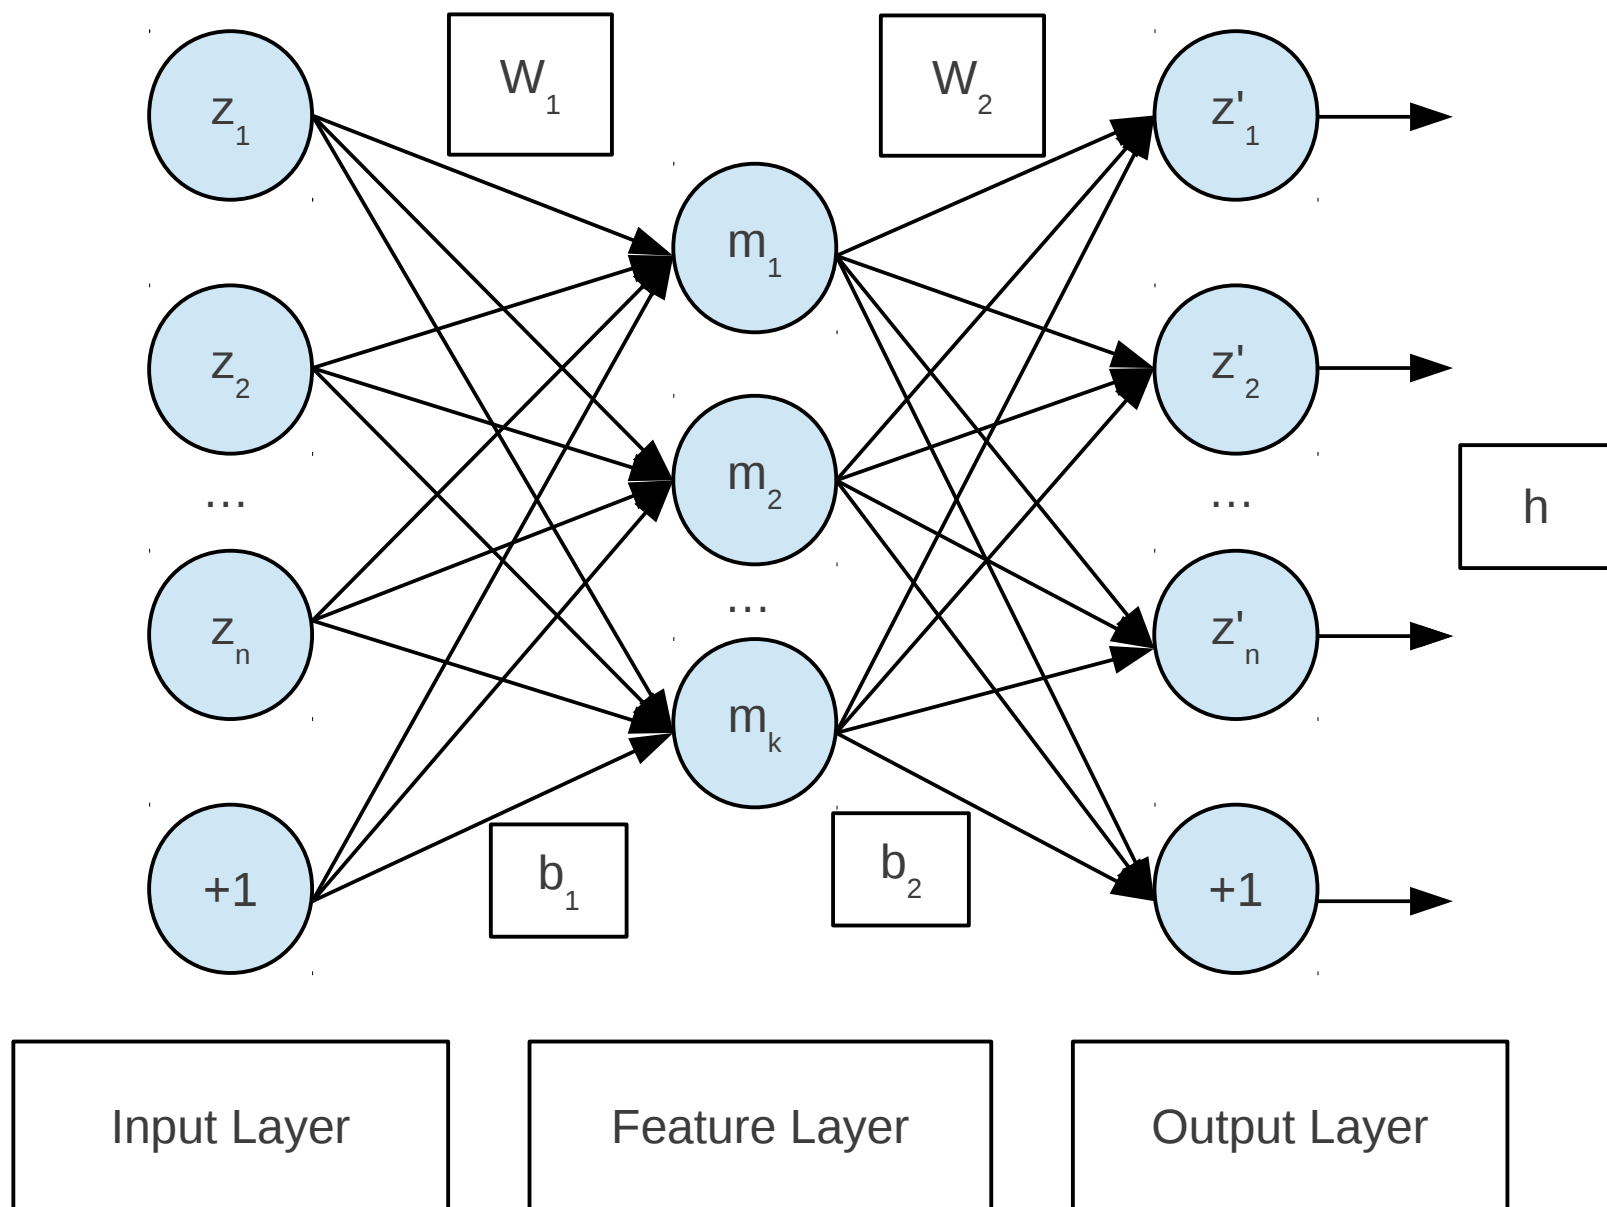 z1
z2
...
zn
+1
W1
b1
m1
m2
...
mk
W2
b2
z'1
z'2
...
z'n
+1
h
Input Layer
Feature Layer
Output Layer